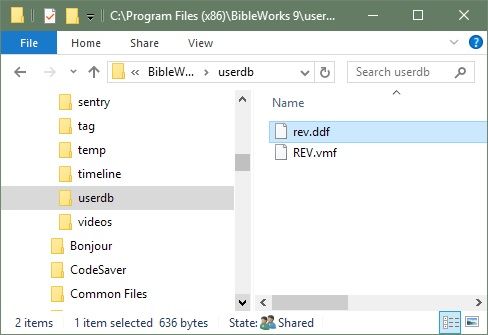 C:\Program Files (x86)\BibleWorks 9\user...
File Home Share View
« BibleW... › userdb
Search userdb
sentry
tag
temp
timeline
userdb
videos
Bonjour
CodeSaver
Common Files
Name
rev.ddf
REV.vmf
2 items 1 item selected 636 bytes State: Shared